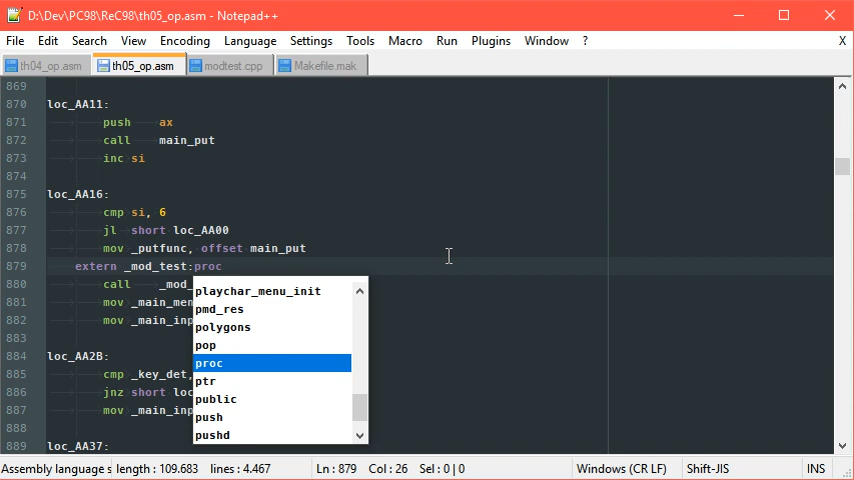 D:\Dev\PC98\ReC98\th05_op.asm - Notepad++
File Edit Search View Encoding Language Settings Tools Macro Run Plugins Window ? X
th04_op.asm th05_op.asm modtest.cpp Makefile.mak
869
870 loc_AA11:
871 push ax
872 call main_put
873 inc si
874
875 loc_AA16:
876 cmp si, 6
877 jl short loc_AA00
878 mov _putfunc, offset main_put
879 extern _mod_test:proc
880 call _mod_
881 mov _main_men
882 mov _main_inp
883
884 loc_AA2B:
885 cmp _key_det,
886 jnz short loc
887 mov _main_inp
888
889 loc_AA37:
playchar_menu_init
pmd_res
polygons
pop
proc
ptr
public
push
pushd
Assembly language s length : 109.683 lines : 4.467 Ln : 879 Col : 26 Sel : 0 | 0 Windows (CR LF) Shift-JIS INS